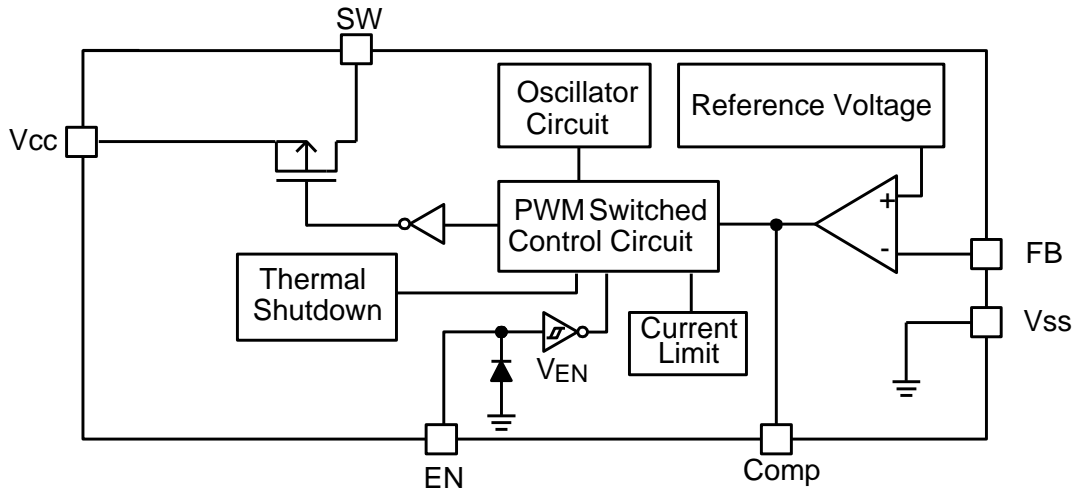 SW
Vcc
Oscillator
Circuit
Reference Voltage
PWM Switched
Control Circuit
+
-
FB
Thermal
Shutdown
Current
Limit
Vss
VEN
EN
Comp